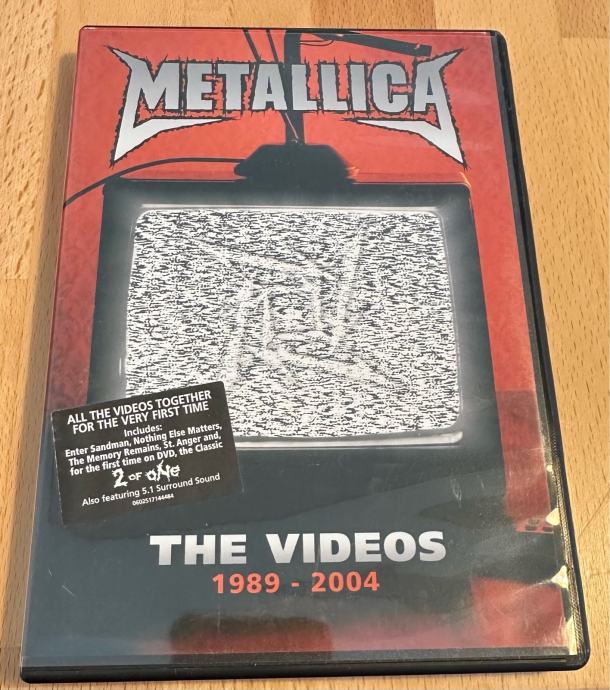 METALLICA
ALL THE VIDEOS TOGETHER
FOR THE VERY FIRST TIME
Includes:
Enter Sandman, Nothing Else Matters,
The Memory Remains, St. Anger and,
for the first time on DVD, the Classic
2 OF ONE
Also featuring 5.1 Surround Sound
0602517144484
THE VIDEOS
1989 - 2004